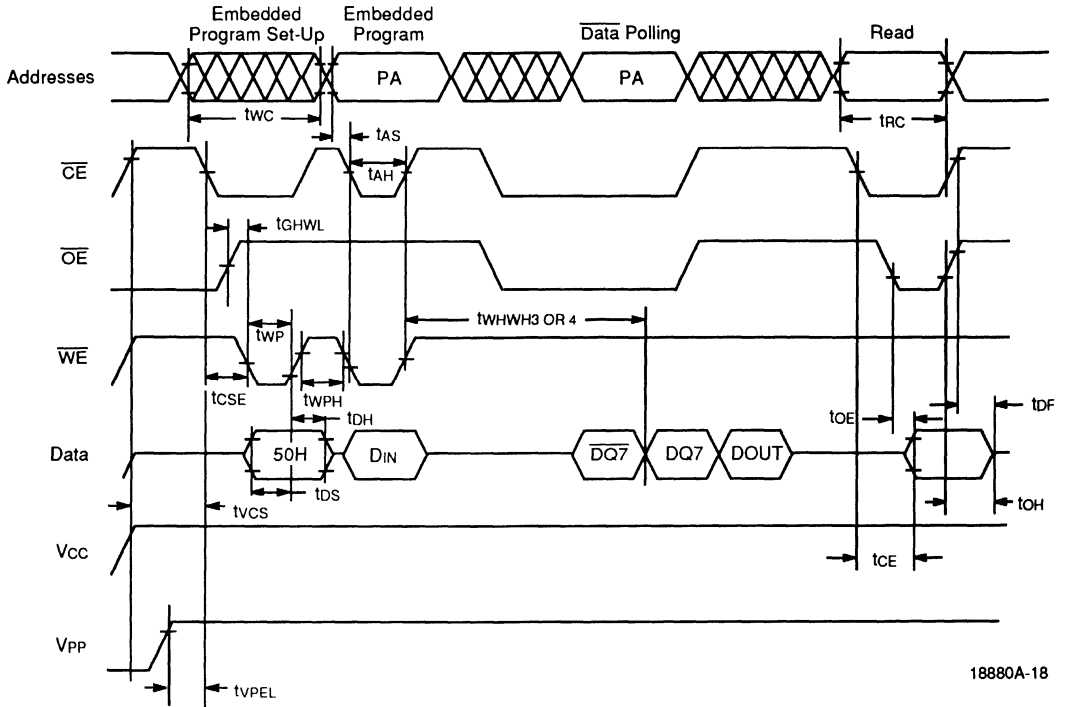 Embedded
Program Set-Up
Embedded
Program
Data Polling
Read
Addresses
PA
PA
tWC
tAS
tRC
CE
tAH
tGHWL
OE
tWP
tWHWH3 OR 4
WE
tCSE
tWPH
tDH
tOE
tDF
Data
50H
DIN
DQ7
DQ7
DOUT
tDS
tVCS
tOH
VCC
tCE
VPP
tVPEL
18880A-18